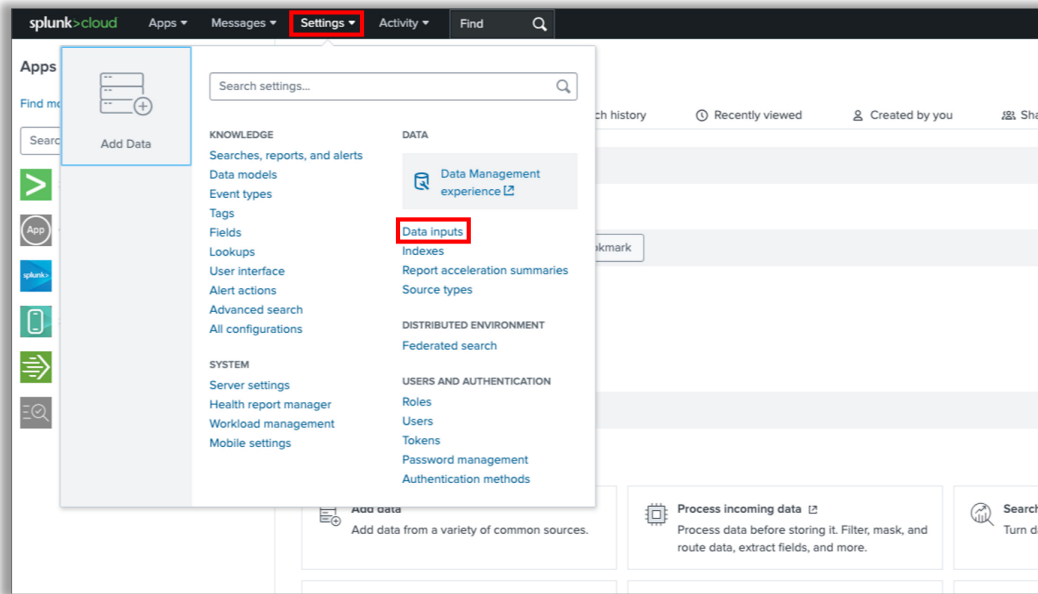 splunk>cloud Apps Messages Settings Activity Find
Apps
Find
Search
App
splunk>
Add Data
Search settings...
KNOWLEDGE
Searches, reports, and alerts
Data models
Event types
Tags
Fields
Lookups
User interface
Alert actions
Advanced search
All configurations
SYSTEM
Server settings
Health report manager
Workload management
Mobile settings
DATA
Data Management
experience
Data inputs
Indexes
Report acceleration summaries
Source types
DISTRIBUTED ENVIRONMENT
Federated search
USERS AND AUTHENTICATION
Roles
Users
Tokens
Password management
Authentication methods
history Recently viewed Created by you
Add data
Add data from a variety of common sources.
Process incoming data
Process data before storing it. Filter, mask, and
route data, extract fields, and more.
Search
Turn